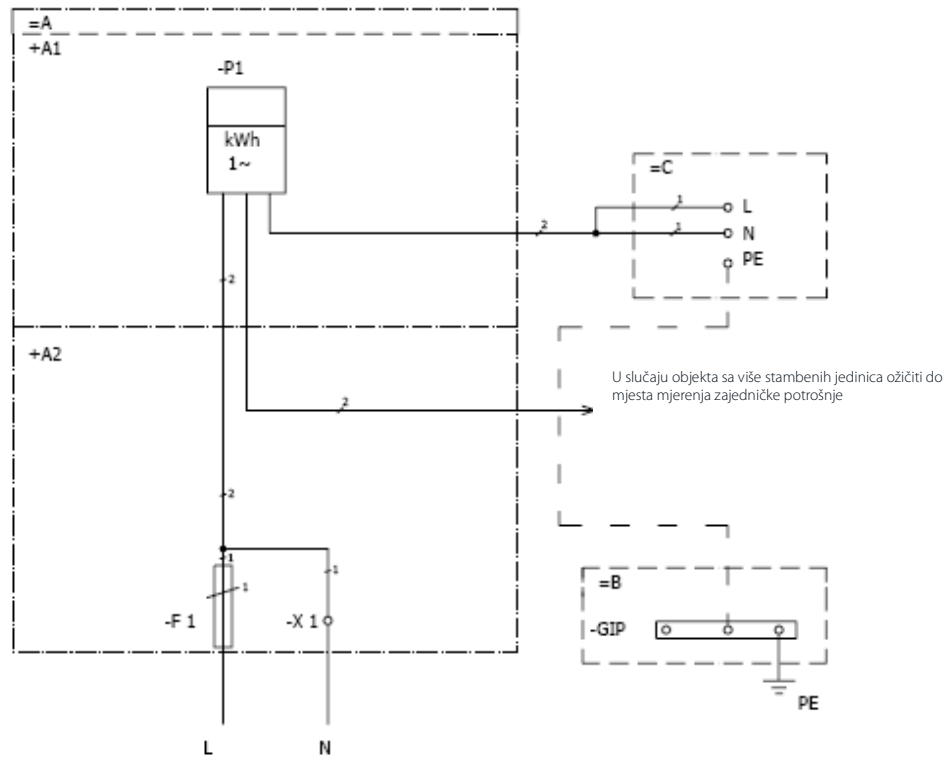 =A
+A1
-P1
kWh
1~
=C
1
L
2
1
N
PE
2
+A2
U slučaju objekta sa više stambenih jedinica ožičiti do
mjesta mjerenja zajedničke potrošnje
2
2
1
1
1
=B
-F 1
-X 1
-GIP
PE
L
N